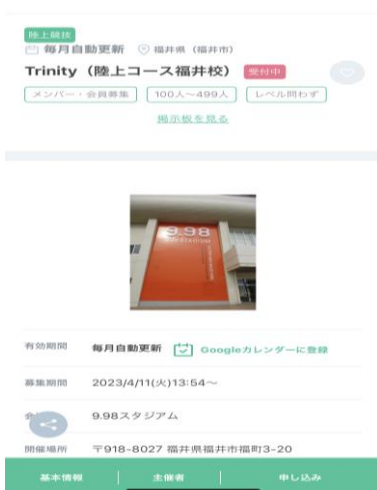 陸上競技
毎月自動更新 福井県（福井市）
Trinity（陸上コース福井校） 受付中
メンバー・会員募集 100人～499人 レベル問わず
掲示板を見る
9.98
有効期間 毎月自動更新 Googleカレンダーに登録
募集期間 2023/4/11(火)13:54～
9.98スタジアム
開催場所 〒918-8027 福井県福井市福町3-20
基本情報 主催者 申し込み